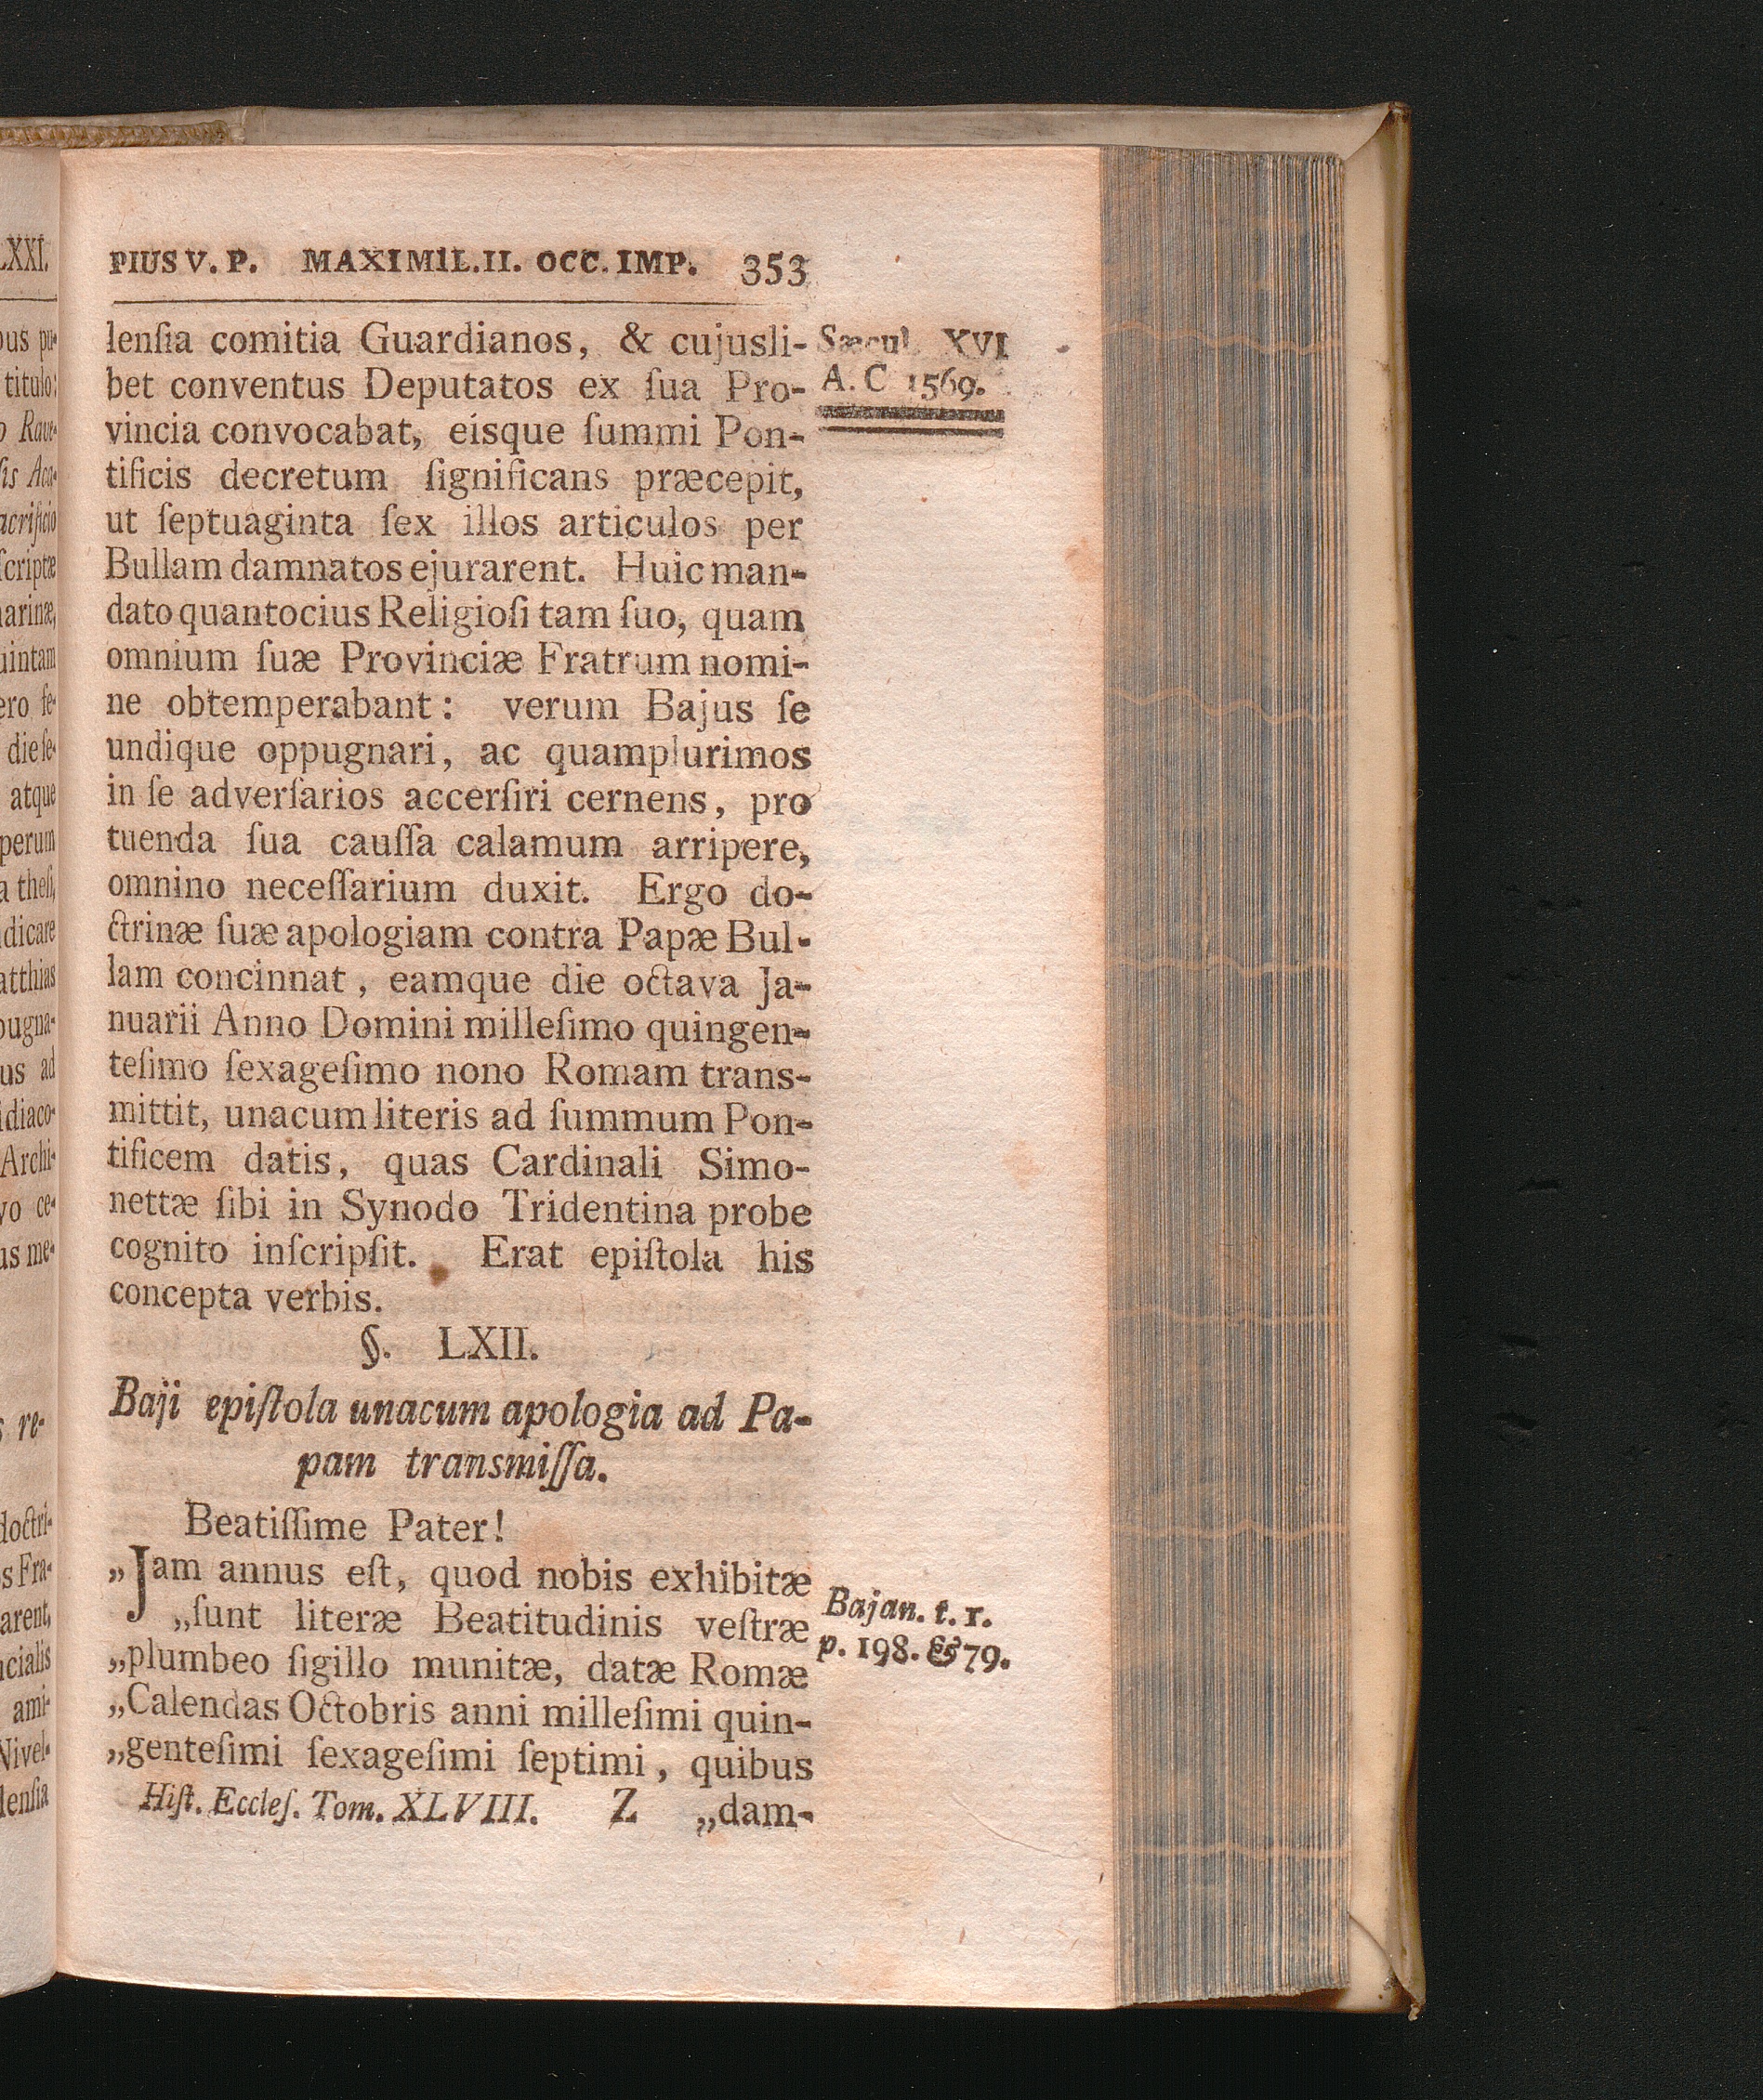 PIUS V. P. MAXIMIL. II. OCC. IMP. 353
lenſia comitia Guardianos, & cujusli-
Sæcul. XVI
bet conventus Deputatos ex ſua Pro-
A. C 1569.
vincia convocabat, eísque ſummi Pon-
tificis decretum ſignificans præcepit,
ut ſeptuaginta ſex illos articulos per
Bullam damnatos ejurarent. Huic man-
dato quantocius Religioſi tam ſuo, quam
omnium ſuæ Provinciæ Fratrum nomi-
ne obtemperabant: verum Bajus ſe
undique oppugnari, ac quamplurimos
in ſe adverſarios accerſiri cernens, pro
tuenda ſua cauſſa calamum arripere,
omnino neceſſarium duxit. Ergo do-
ctrinæ ſuæ apologiam contra Papæ Bul-
lam concinnat, eamque die octava Ja-
nuarii Anno Domini milleſimo quingen-
teſimo ſexageſimo nono Romam trans-
mittit, unacum literis ad ſummum Pon-
tificem datis, quas Cardinali Simo-
nettæ ſibi in Synodo Tridentina probe
cognito inſcripſit. Erat epiſtola his
concepta verbis.
§. LXII.
Baji epiſtola unacum apologia ad Pa-
pam transmiſſa.
Beatiſſime Pater!
„Jam annus eſt, quod nobis exhibitæ
„ſunt literæ Beatitudinis veſtræ
Bajan. t. 1.
p. 198. & 79.
„plumbeo ſigillo munitæ, datæ Romæ
„Calendas Octobris anni milleſimi quin-
„genteſimi ſexageſimi ſeptimi, quibus
Hiſt. Eccleſ. Tom. XLVIII. Z „dam-